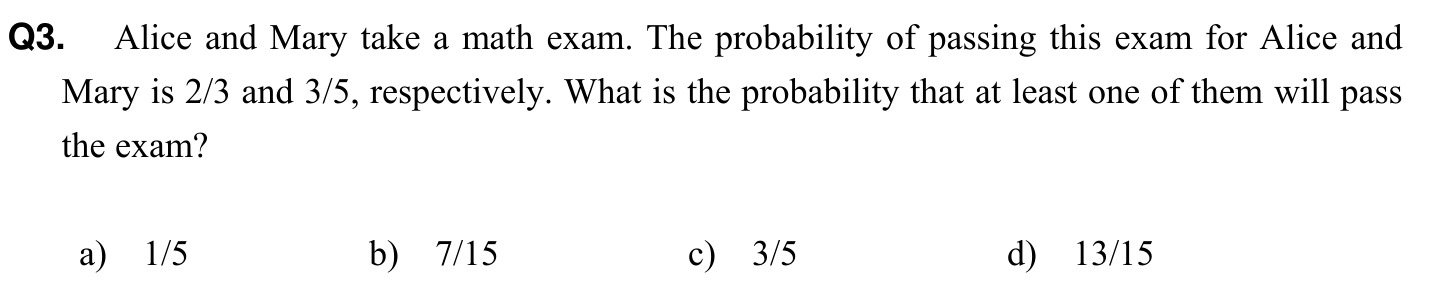 Q3. Alice and Mary take a math exam. The probability of passing this exam for Alice and
Mary is 2/3 and 3/5, respectively. What is the probability that at least one of them will pass
the exam?
a) 1/5 b) 7/15 c) 3/5 d) 13/15